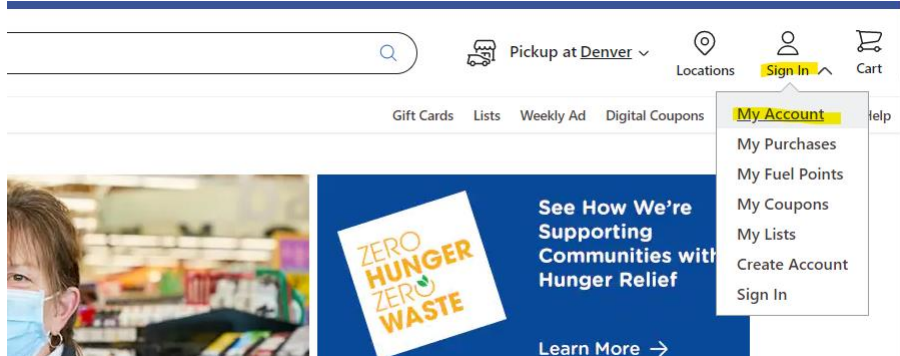 Pickup at Denver
Locations
Sign In
Cart
Gift Cards Lists Weekly Ad Digital Coupons
My Account
My Purchases
My Fuel Points
My Coupons
My Lists
Create Account
Sign In
ZERO
HUNGER
ZERO
WASTE
See How We're
Supporting
Communities with
Hunger Relief
Learn More →